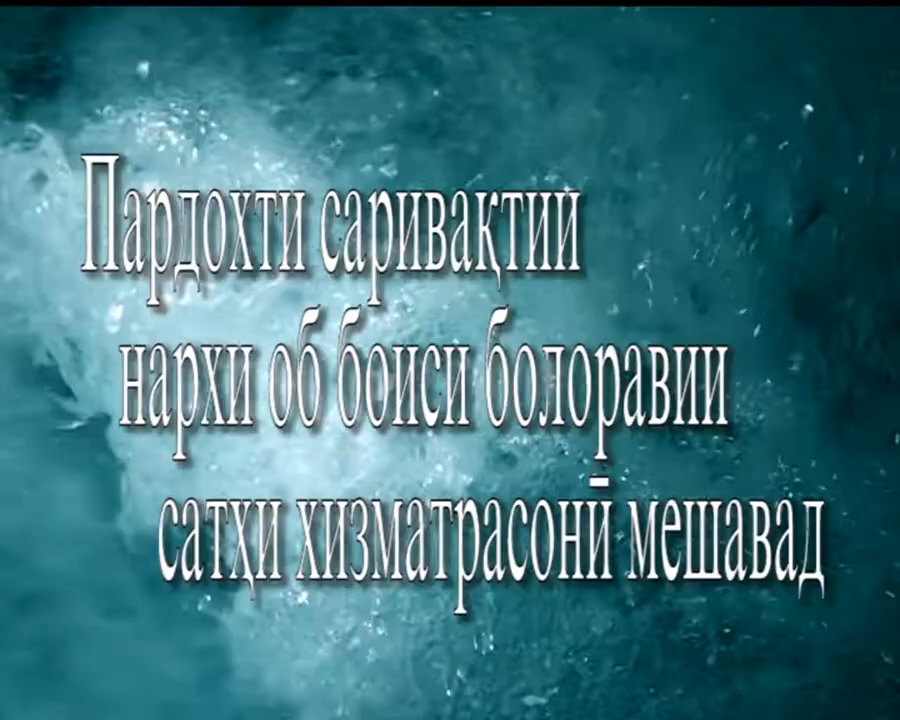 Пардохти саривақтии
нархи об боиси болоравии
сатҳи хизматрасонӣ мешавад